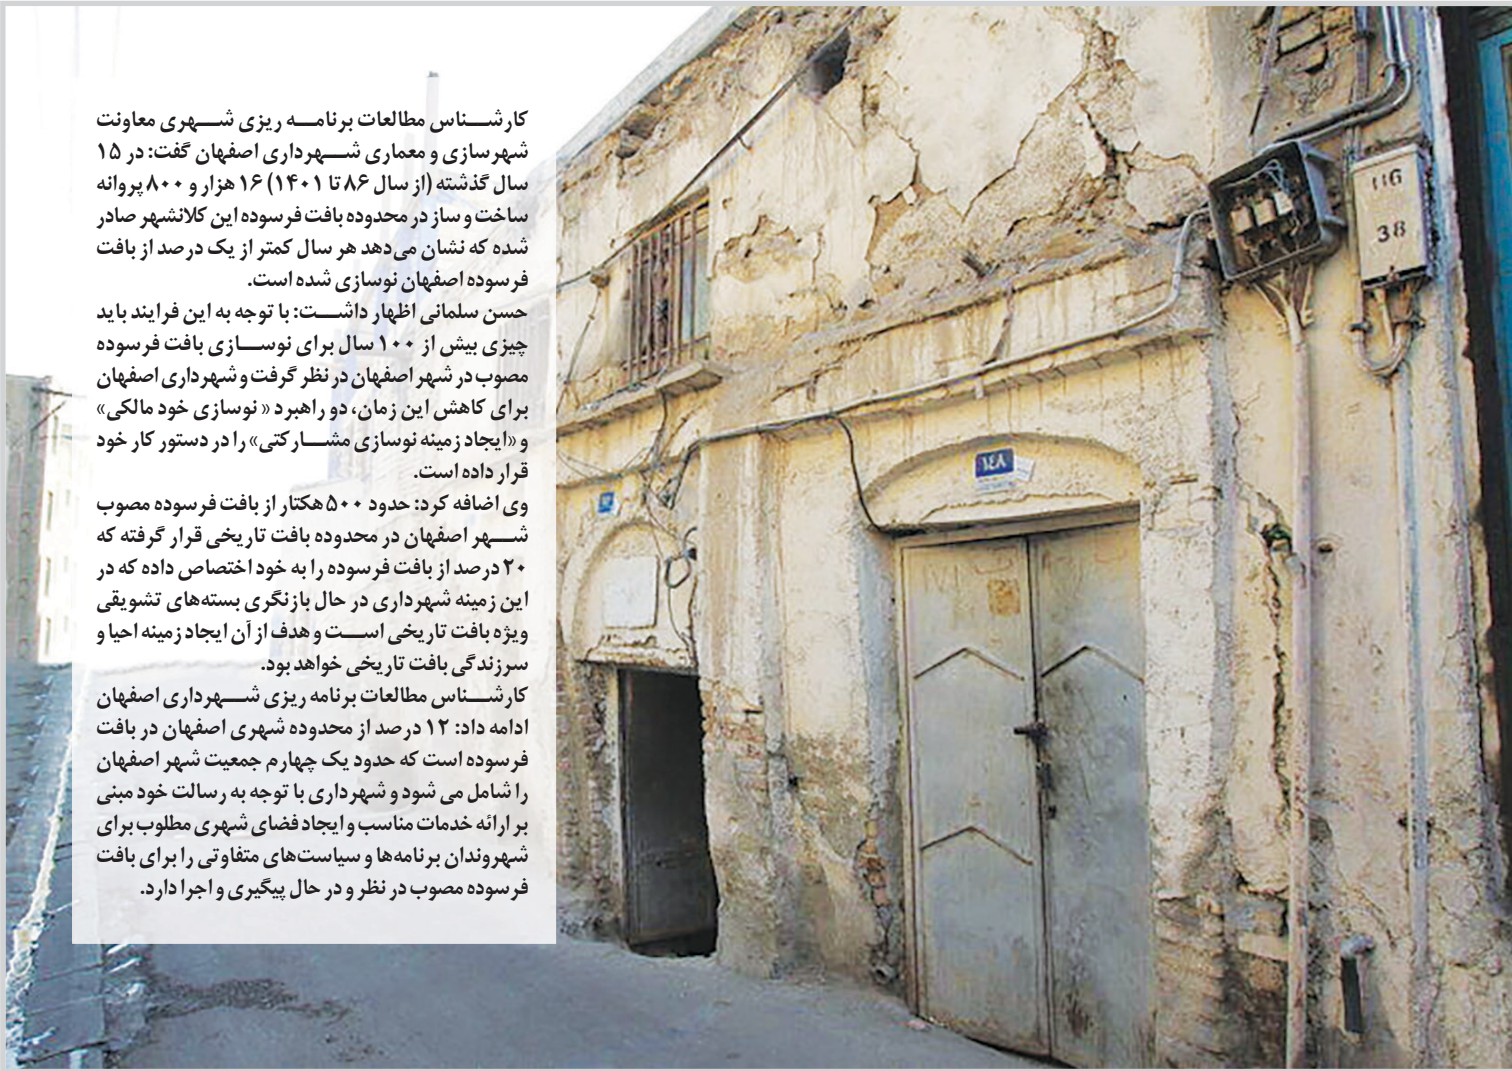 کارشناس مطالعات برنامه ریزی شهری معاونت
شهرسازی و معماری شهرداری اصفهان گفت: در ۱۵
سال گذشته (از سال ۸۶ تا ۱۴۰۱) ۱۶ هزار و ۸۰۰ پروانه
ساخت و ساز در محدوده بافت فرسوده این کلانشهر صادر
شده که نشان می‌دهد هر سال کمتر از یک درصد از بافت
فرسوده اصفهان نوسازی شده است.
حسن سلمانی اظهار داشت: با توجه به این فرایند باید
چیزی بیش از ۱۰۰ سال برای نوسازی بافت فرسوده
مصوب در شهر اصفهان در نظر گرفت و شهرداری اصفهان
برای کاهش این زمان، دو راهبرد « نوسازی خود مالکی»
و «ایجاد زمینه نوسازی مشارکتی» را در دستور کار خود
قرار داده است.
وی اضافه کرد: حدود ۵۰۰ هکتار از بافت فرسوده مصوب
شهر اصفهان در محدوده بافت تاریخی قرار گرفته که
۲۰ درصد از بافت فرسوده را به خود اختصاص داده که در
این زمینه شهرداری در حال بازنگری بسته‌های تشویقی
ویژه بافت تاریخی است و هدف از آن ایجاد زمینه احیا و
سرزندگی بافت تاریخی خواهد بود.
کارشناس مطالعات برنامه ریزی شهرداری اصفهان
ادامه داد: ۱۲ درصد از محدوده شهری اصفهان در بافت
فرسوده است که حدود یک چهارم جمعیت شهر اصفهان
را شامل می شود و شهرداری با توجه به رسالت خود مبنی
بر ارائه خدمات مناسب و ایجاد فضای شهری مطلوب برای
شهروندان برنامه‌ها و سیاست‌های متفاوتی را برای بافت
فرسوده مصوب در نظر و در حال پیگیری و اجرا دارد.
116
38
۱٤۸